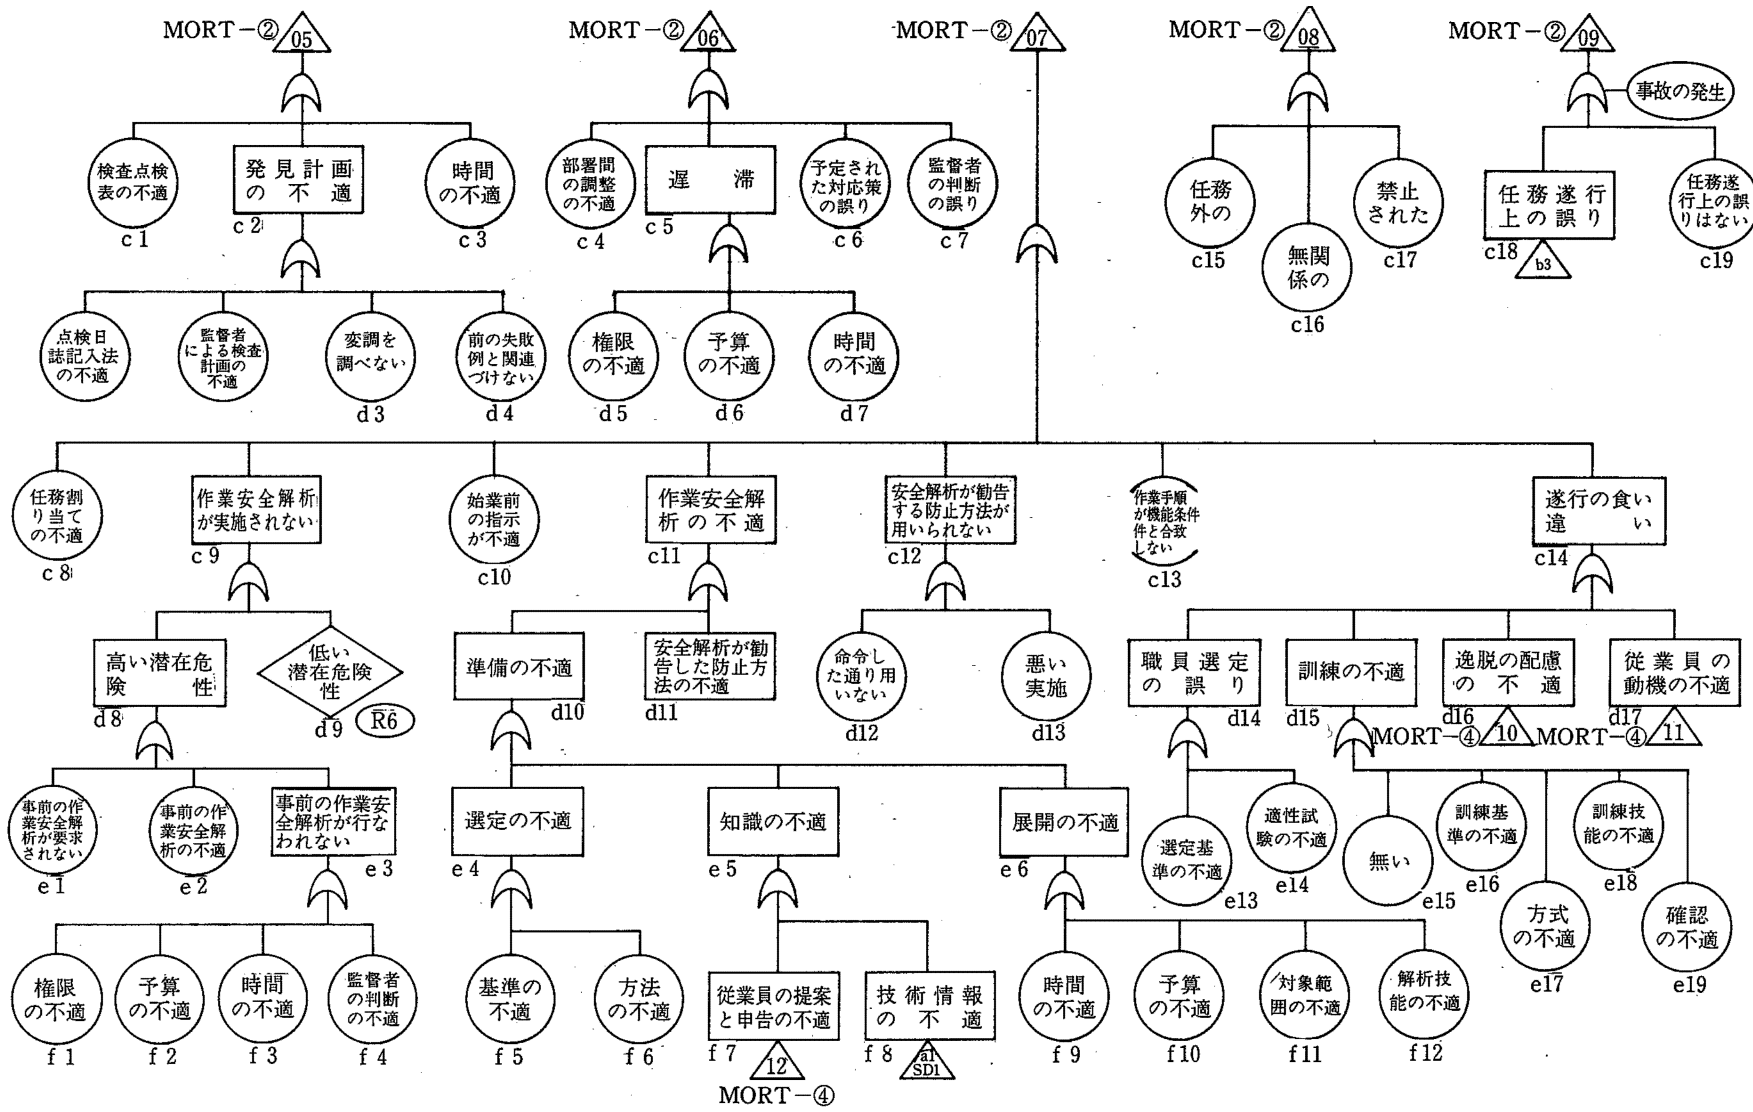 MORT-② 05
MORT-② 06
MORT-② 07
MORT-② 08
MORT-② 09
事故の発生
検査点検
表の不適
c1
発見計画
の不適
c2
時間
の不適
c3
部署間
の調整
の不適
c4
遅滞
c5
予定され
た対応策
の誤り
c6
監督者
の判断
の誤り
c7
任務
外の
c15
無関
係の
c16
禁止
された
c17
任務遂行
上の誤り
c18
b3
任務遂
行上の誤
りはない
c19
点検日
誌記入法
の不適
監督者
による検査
計画の
不適
変調を
調べない
d3
前の失敗
例と関連
づけない
d4
権限
の不適
d5
予算
の不適
d6
時間
の不適
d7
任務割
り当て
の不適
c8
作業安全解析
が実施されない
c9
始業前
の指示
が不適
c10
作業安全解
析の不適
c11
安全解析が勧告
する防止方法が
用いられない
c12
作業手順
が機能条件
件と合致
しない
c13
遂行の食い
違い
c14
高い潜在危
険性
d8
低い
潜在危険
性
d9
R6
準備の不適
d10
安全解析が勧
告した防止方
法の不適
d11
命令し
た通り用
いない
d12
悪い
実施
d13
職員選定
の誤り
d14
訓練の不適
d15
逸脱の配慮
の不適
d16
MORT-④ 10
従業員の
動機の不適
d17
MORT-④ 11
事前の作
業安全解
析が要求
されない
e1
事前の作
業安全解
析の不適
e2
事前の作業安
全解析が行な
われない
e3
選定の不適
e4
知識の不適
e5
展開の不適
e6
選定基
準の不適
e13
適性試
験の不適
e14
無い
e15
訓練基
準の不適
e16
方式
の不適
e17
訓練技
能の不適
e18
確認
の不適
e19
権限
の不適
f1
予算
の不適
f2
時間
の不適
f3
監督者
の判断
の不適
f4
基準の
不適
f5
方法
の不適
f6
従業員の提案
と申告の不適
f7
12
MORT-④
技術情報
の不適
f8
a1
SD1
時間
の不適
f9
予算
の不適
f10
対象範
囲の不適
f11
解析技
能の不適
f12